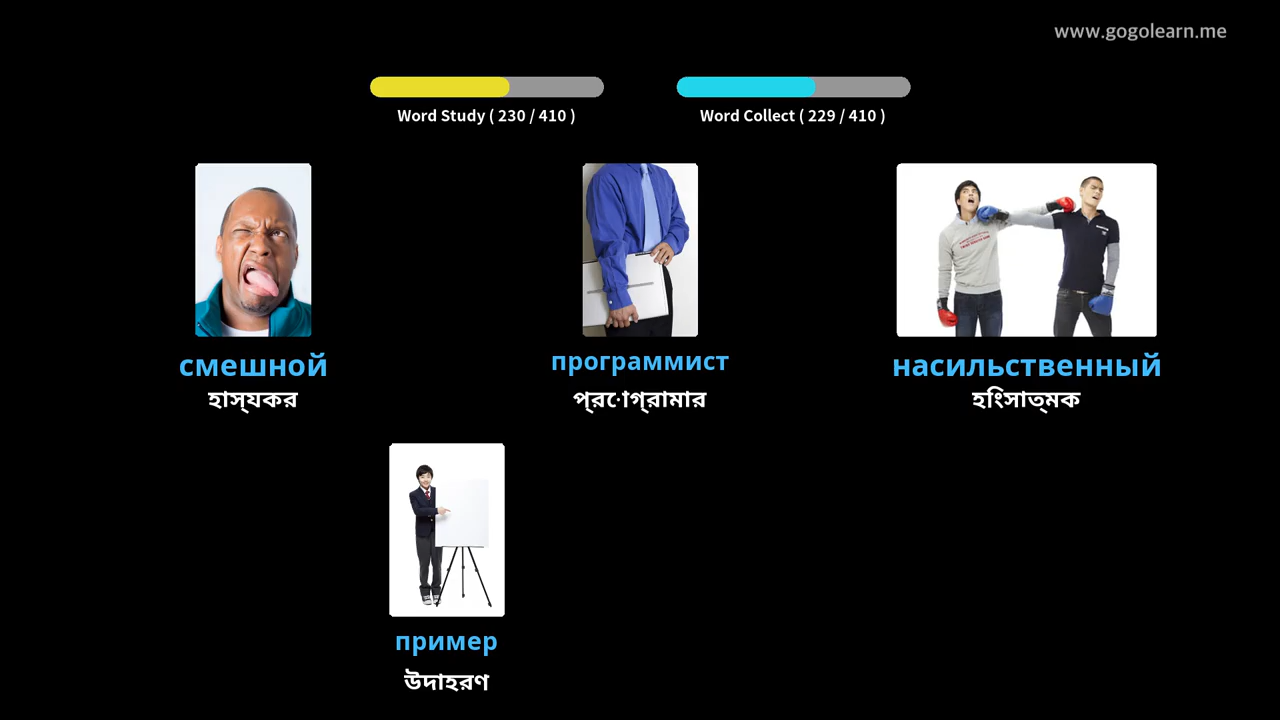 www.gogolearn.me
Word Study ( 230 / 410 )
Word Collect ( 229 / 410 )
смешной
программист
насильственный
হাস্যকর
প্রোগ্রামার
হিংসাত্মক
пример
উদাহরণ